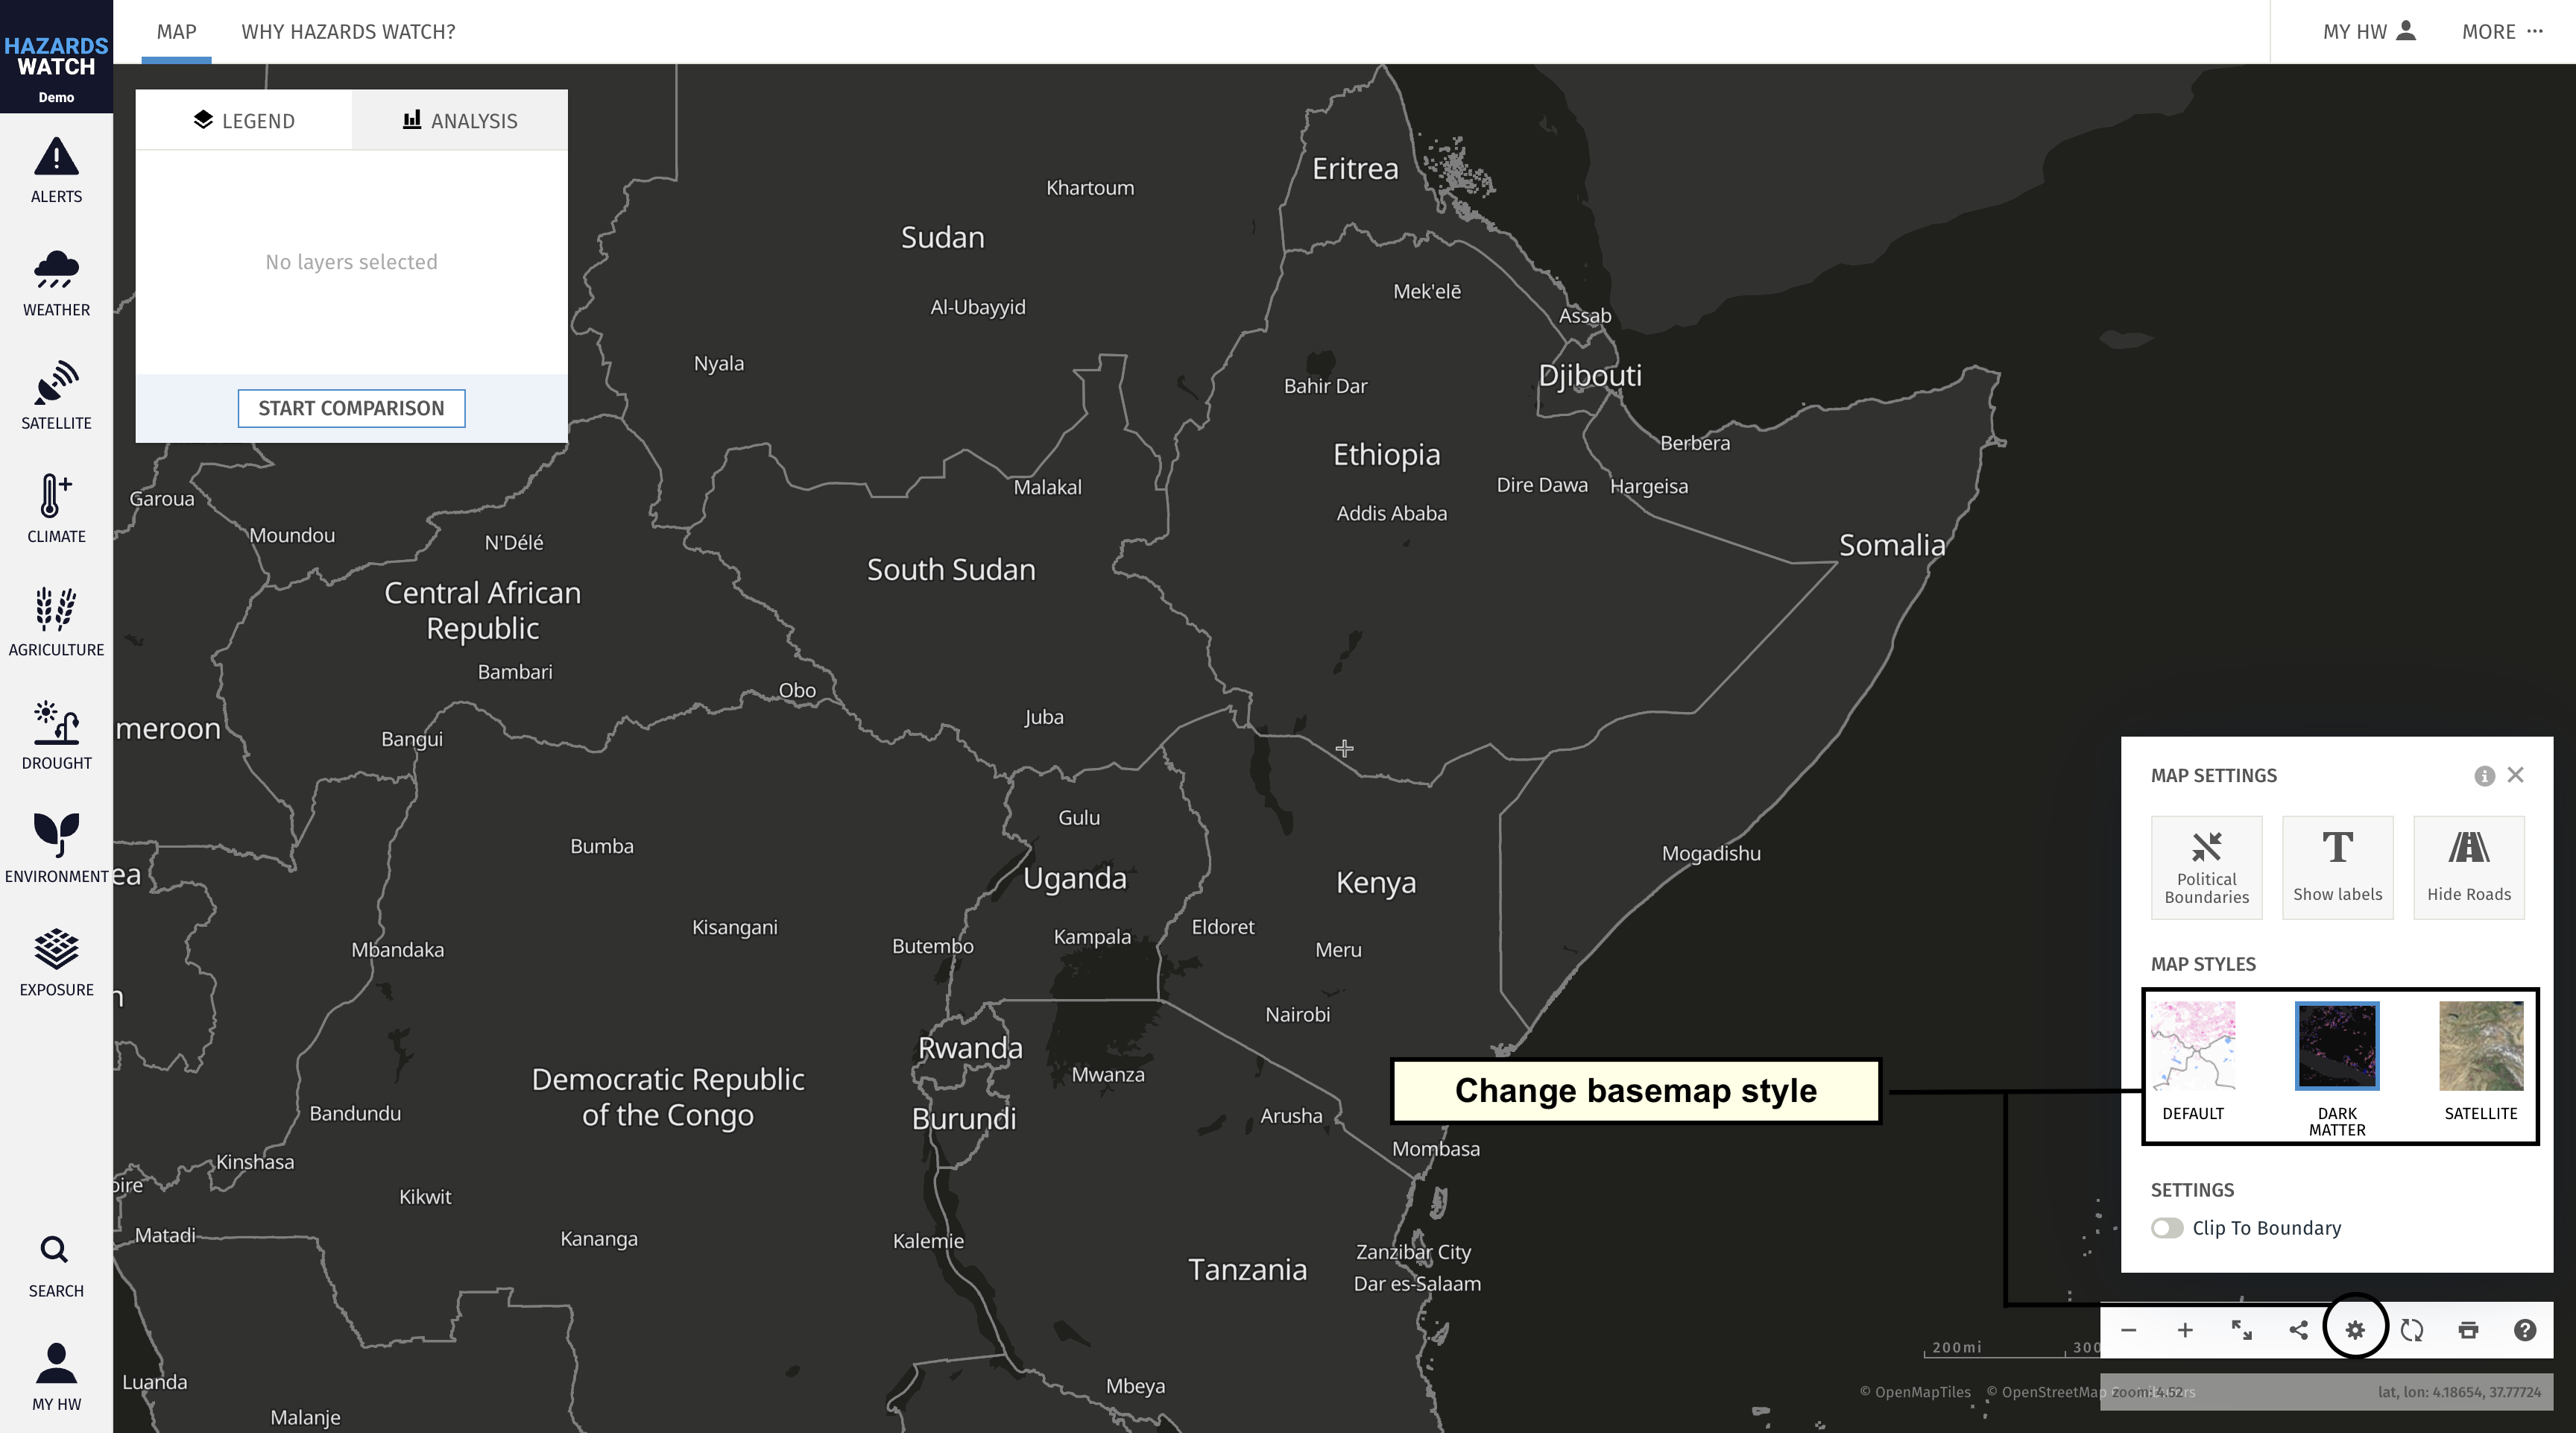 HAZARDS
WATCH
Demo
MAP
WHY HAZARDS WATCH?
MY HW
MORE ...
ALERTS
WEATHER
SATELLITE
CLIMATE
AGRICULTURE
DROUGHT
ENVIRONMENT
EXPOSURE
SEARCH
MY HW
LEGEND
ANALYSIS
No layers selected
START COMPARISON
Eritrea
Khartoum
Sudan
Mek'elē
Al-Ubayyid
Assab
Nyala
Djibouti
Bahir Dar
Berbera
Ethiopia
Dire Dawa
Hargeisa
Malakal
Garoua
Addis Ababa
Moundou
N'Délé
Somalia
South Sudan
Central African
Republic
Bambari
Obo
Juba
meroon
Bangui
Gulu
Bumba
Mogadishu
ea
Uganda
Kenya
Kisangani
Eldoret
Kampala
Butembo
Mbandaka
Meru
n
Nairobi
Rwanda
Mwanza
Democratic Republic
of the Congo
Bandundu
Burundi
Arusha
Mombasa
Kinshasa
oire
Kikwit
Matadi
Kananga
Kalemie
Zanzibar City
Tanzania
Dar es-Salaam
Luanda
Mbeya
Malanje
Change basemap style
MAP SETTINGS
Political
Boundaries
Show labels
Hide Roads
MAP STYLES
DEFAULT
DARK
MATTER
SATELLITE
SETTINGS
Clip To Boundary
200mi
300
© OpenMapTiles © OpenStreetMap
zoom: 4.52
lat, lon: 4.18654, 37.77724